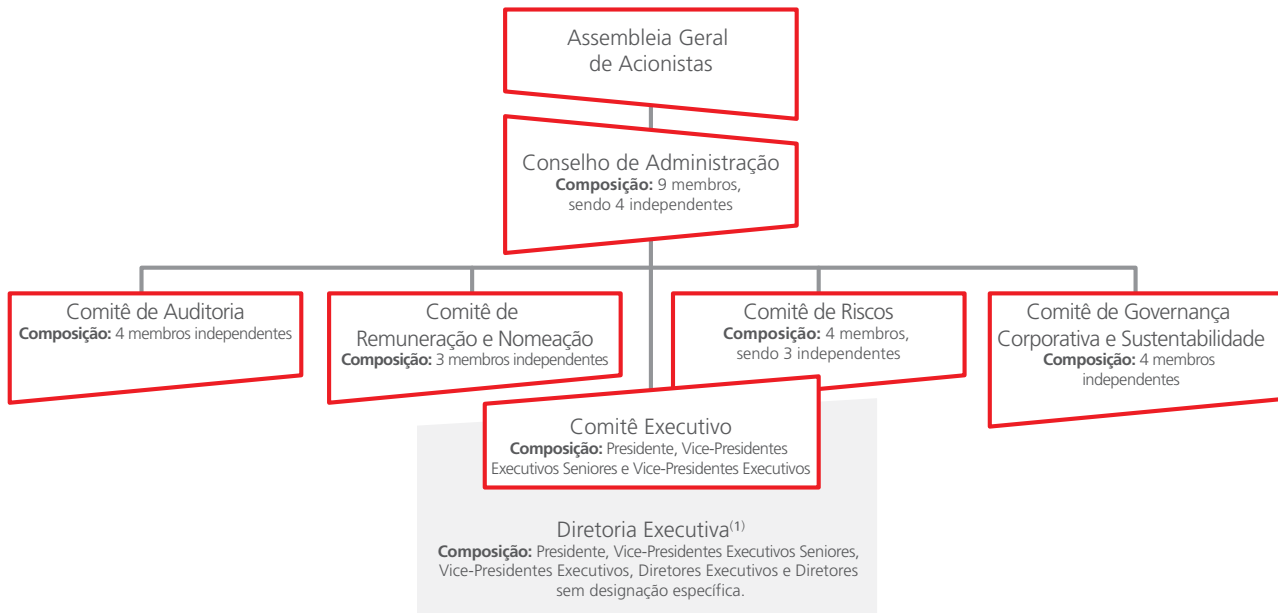 Assembleia Geral
de Acionistas
Conselho de Administração
Composição: 9 membros,
sendo 4 independentes
Comitê de Auditoria
Composição: 4 membros independentes
Comitê de
Remuneração e Nomeação
Composição: 3 membros independentes
Comitê de Riscos
Composição: 4 membros,
sendo 3 independentes
Comitê de Governança
Corporativa e Sustentabilidade
Composição: 4 membros
independentes
Comitê Executivo
Composição: Presidente, Vice-Presidentes
Executivos Seniores e Vice-Presidentes Executivos
Diretoria Executiva(1)
Composição: Presidente, Vice-Presidentes Executivos Seniores,
Vice-Presidentes Executivos, Diretores Executivos e Diretores
sem designação específica.